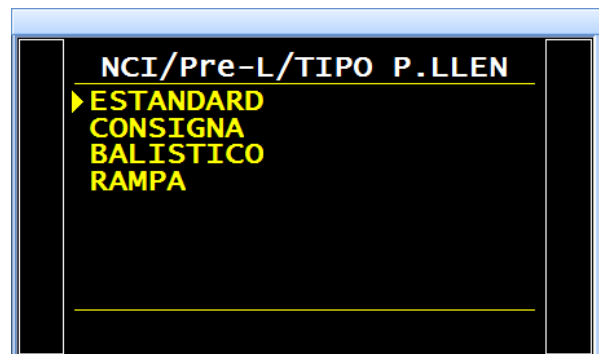 NCI/Pre-L/TIPO P.LLEN
ESTANDARD
CONSIGNA
BALISTICO
RAMPA